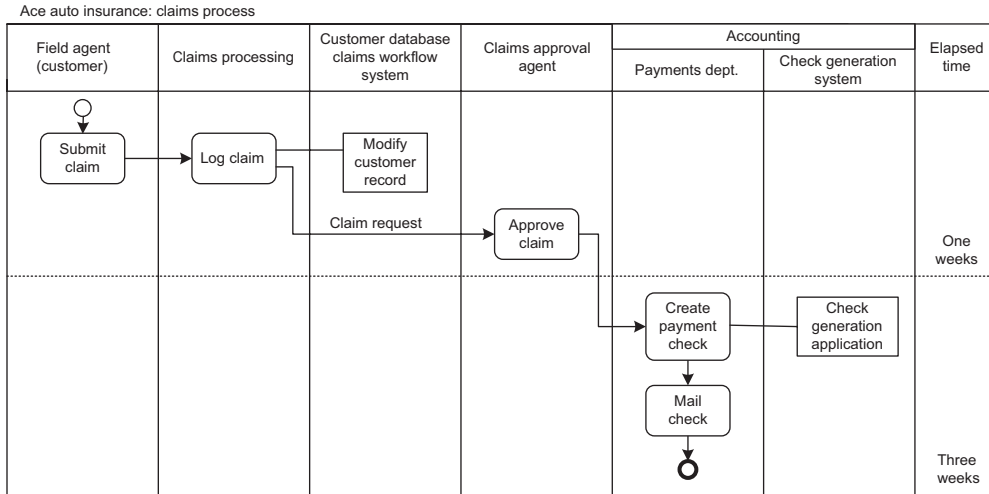 Ace auto insurance: claims process
Field agent
(customer)
Claims processing
Customer database
claims workflow
system
Claims approval
agent
Accounting
Payments dept.
Check generation
system
Elapsed
time
Submit
claim
Log claim
Modify
customer
record
Claim request
Approve
claim
One
weeks
Create
payment
check
Check
generation
application
Mail
check
Three
weeks